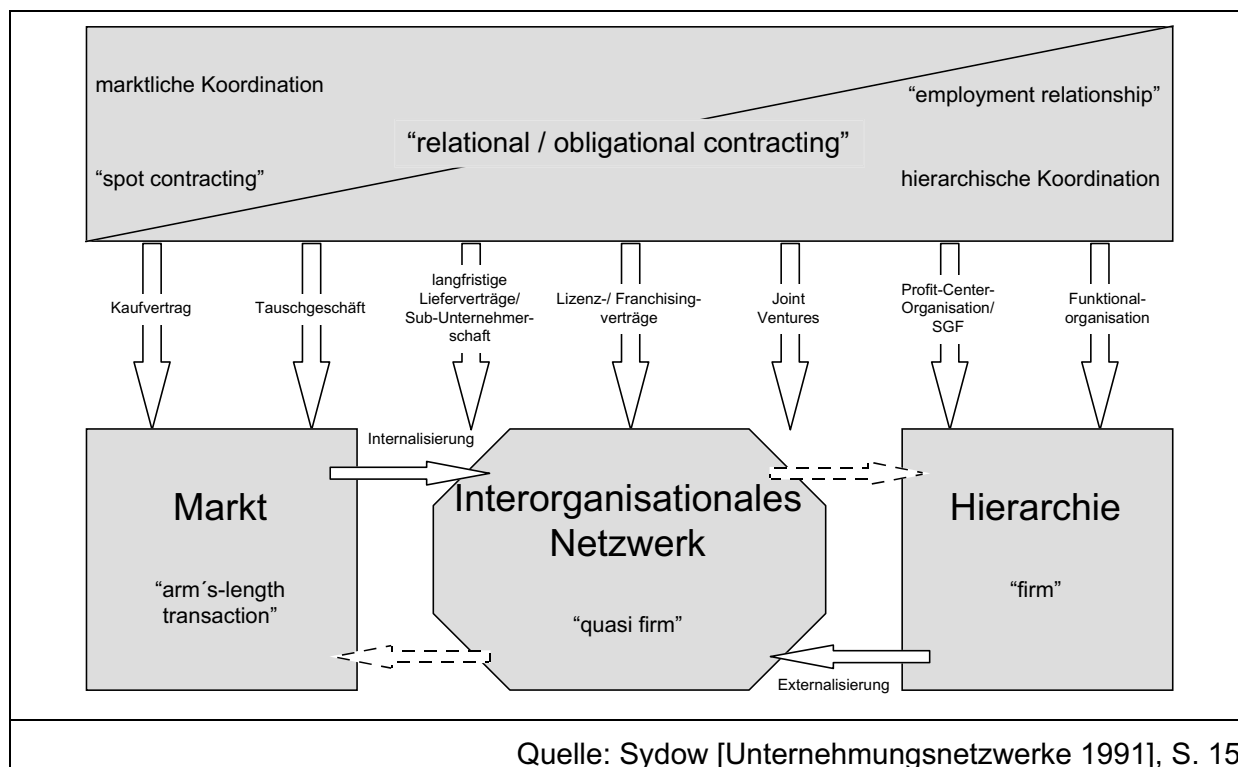 marktliche Koordination
“employment relationship”
“relational / obligational contracting”
“spot contracting”
hierarchische Koordination
Kaufvertrag
Tauschgeschäft
langfristige
Lieferverträge/
Sub-Unternehmer-
schaft
Lizenz-/ Franchising-
verträge
Joint
Ventures
Profit-Center-
Organisation/
SGF
Funktional-
organisation
Internalisierung
Markt
“arm´s-length
transaction”
Interorganisationales
Netzwerk
“quasi firm”
Hierarchie
“firm”
Externalisierung
Quelle: Sydow [Unternehmungsnetzwerke 1991], S. 15